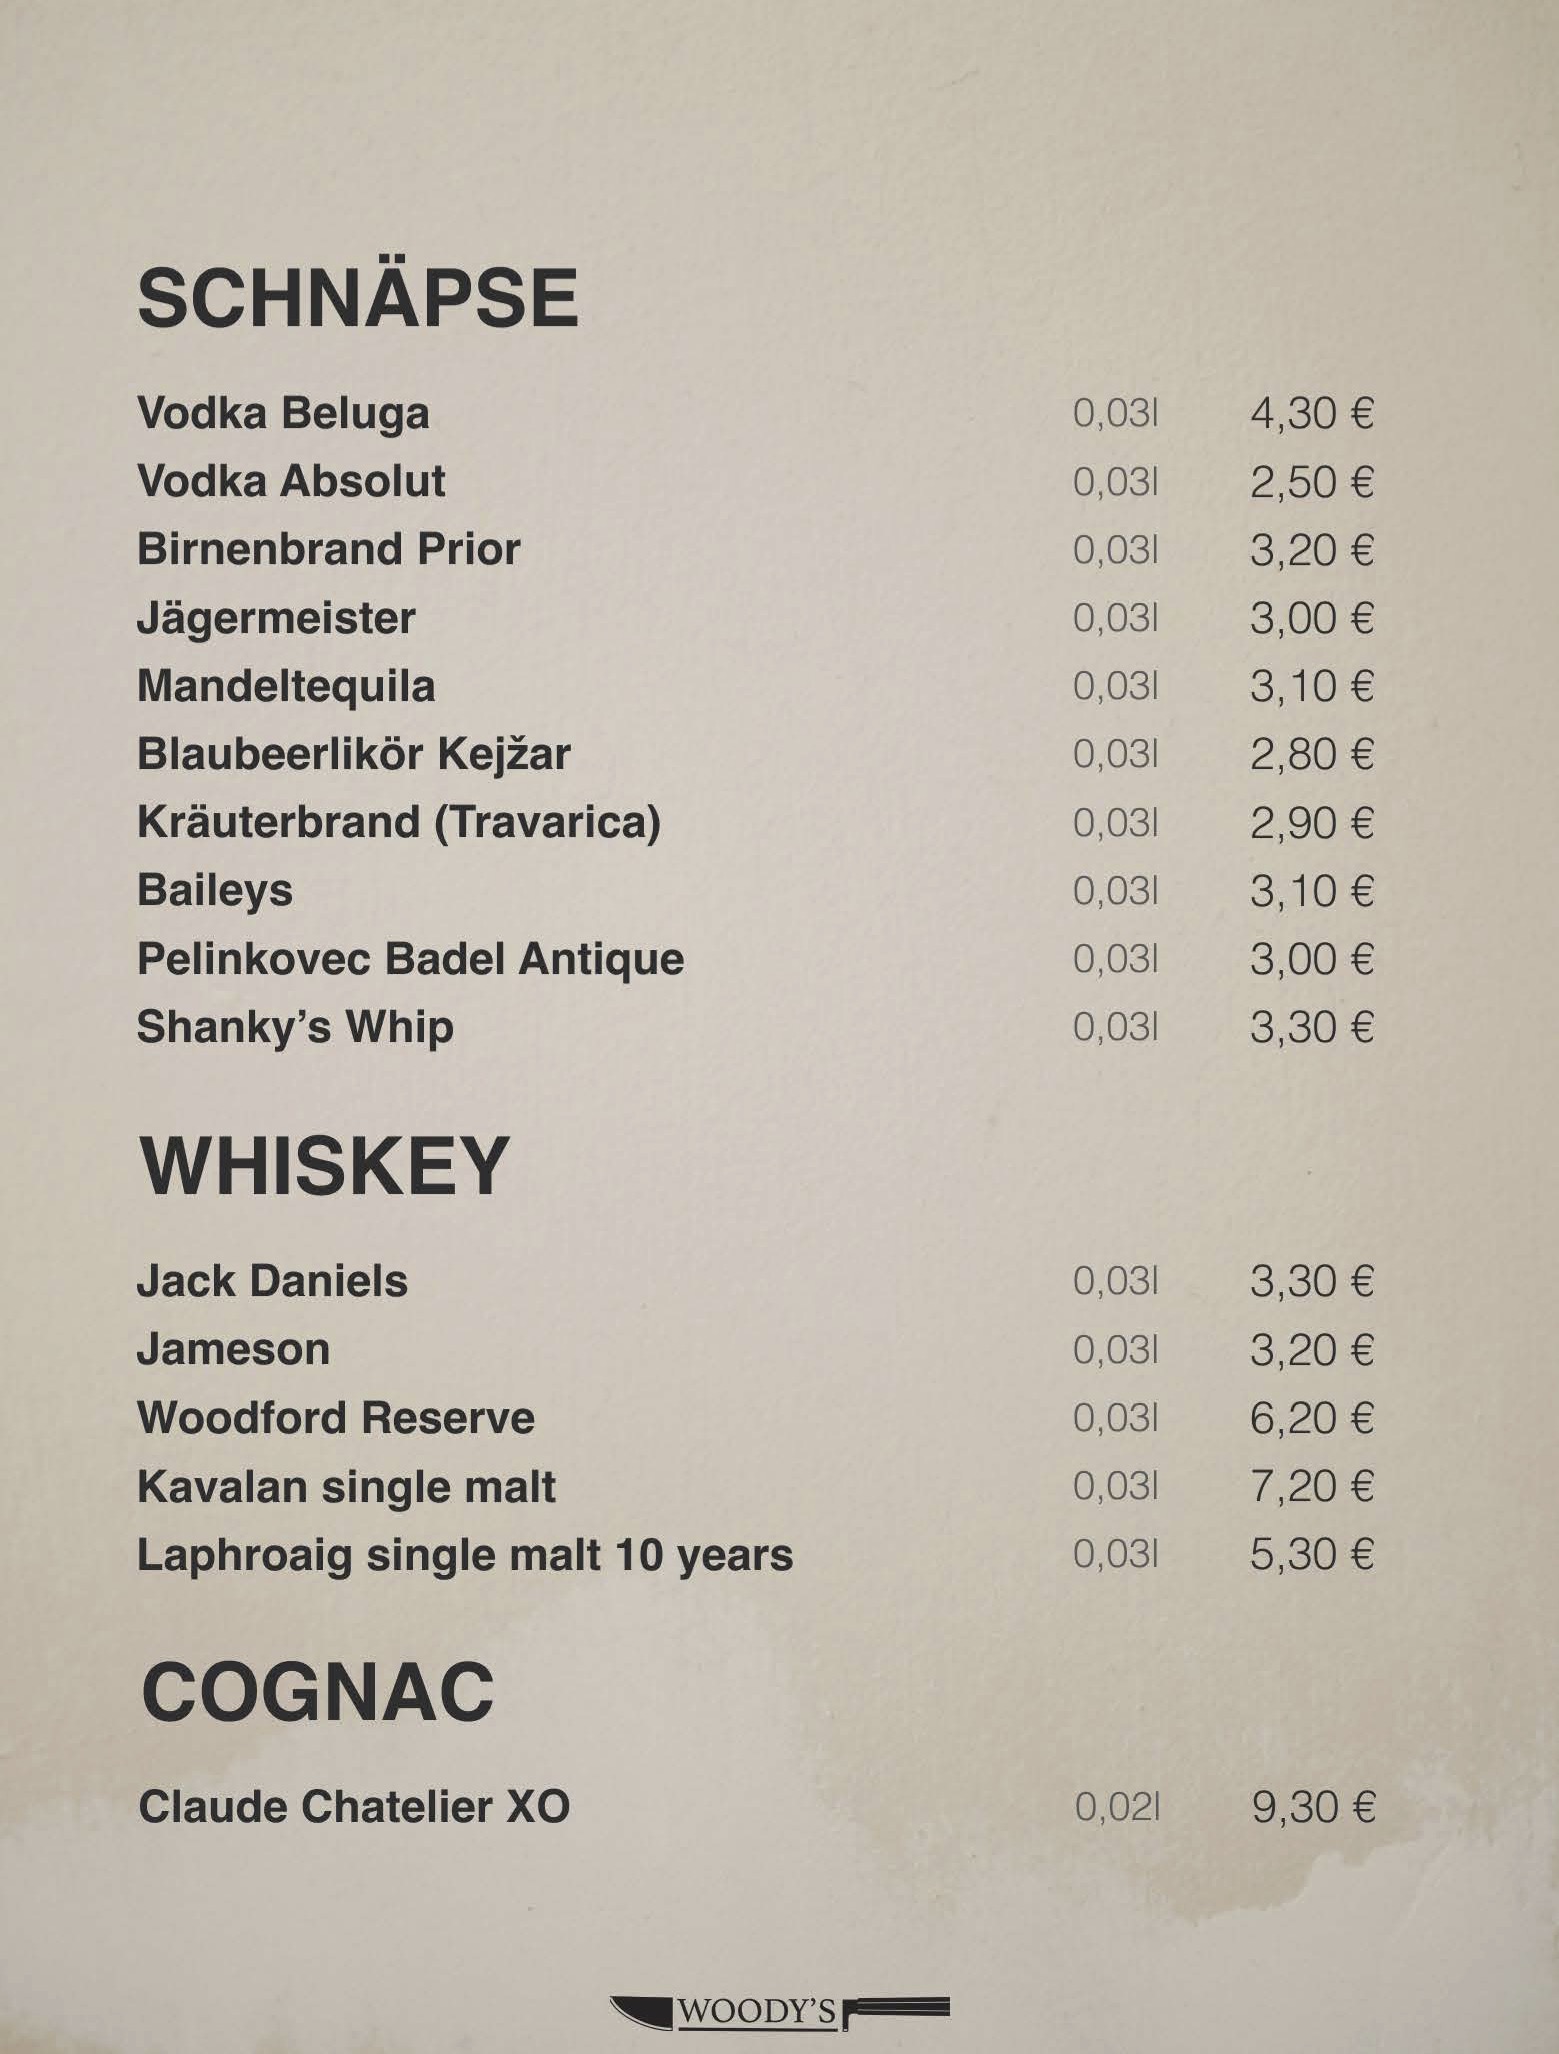 SCHNÄPSE
Vodka Beluga 0,03l 4,30 €
Vodka Absolut 0,03l 2,50 €
Birnenbrand Prior 0,03l 3,20 €
Jägermeister 0,03l 3,00 €
Mandeltequila 0,03l 3,10 €
Blaubeerlikör Kejžar 0,03l 2,80 €
Kräuterbrand (Travarica) 0,03l 2,90 €
Baileys 0,03l 3,10 €
Pelinkovec Badel Antique 0,03l 3,00 €
Shanky’s Whip 0,03l 3,30 €
WHISKEY
Jack Daniels 0,03l 3,30 €
Jameson 0,03l 3,20 €
Woodford Reserve 0,03l 6,20 €
Kavalan single malt 0,03l 7,20 €
Laphroaig single malt 10 years 0,03l 5,30 €
COGNAC
Claude Chatelier XO 0,02l 9,30 €
WOODY’S